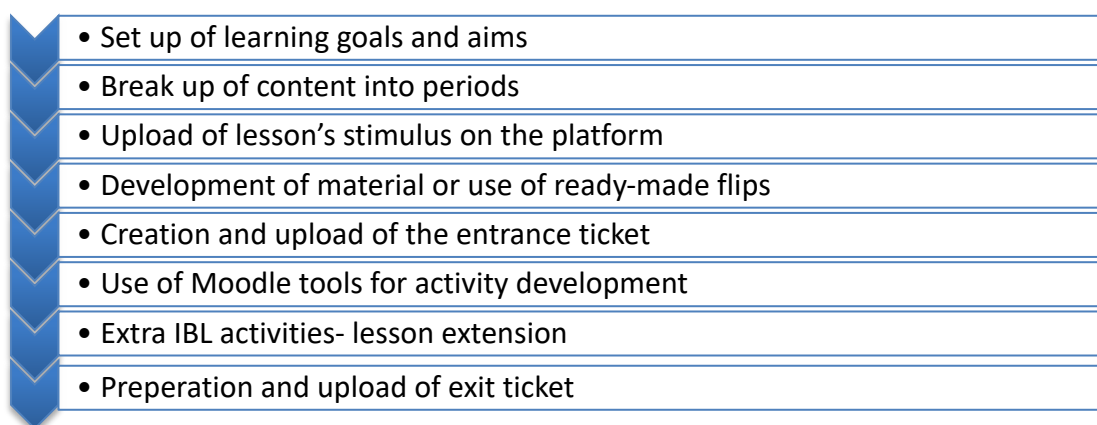 • Set up of learning goals and aims
• Break up of content into periods
• Upload of lesson’s stimulus on the platform
• Development of material or use of ready-made flips
• Creation and upload of the entrance ticket
• Use of Moodle tools for activity development
• Extra IBL activities- lesson extension
• Preperation and upload of exit ticket